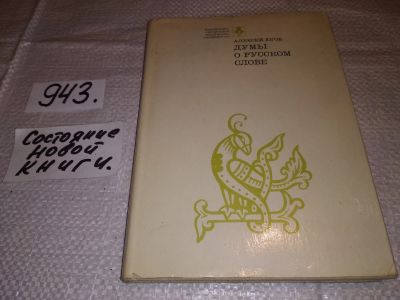 943.
Состояние
новой
книги.
АЛЕКСЕЙ ЮГОВ
ДУМЫ
О РУССКОМ
СЛОВЕ